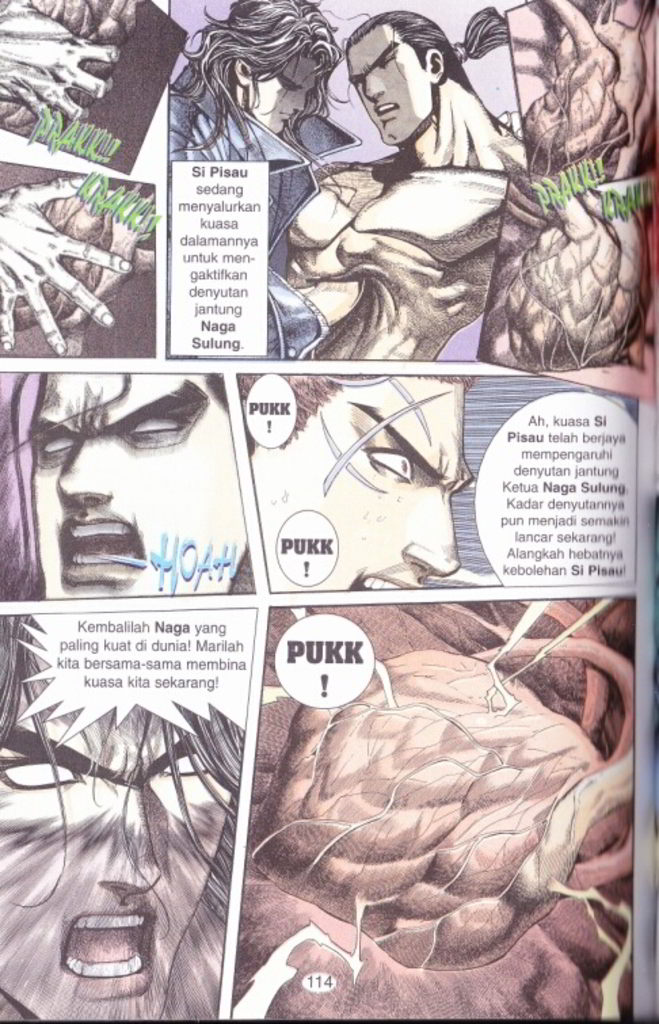 PRAKK!!
KRAKK!!
Si Pisau
sedang
menyalurkan
kuasa
dalamannya
untuk men-
gaktifkan
denyutan
jantung
Naga
Sulung.
PRAKK!!
KRAKK!!
HOAH
PUKK
!
PUKK
!
Ah, kuasa Si
Pisau telah berjaya
mempengaruhi
denyutan jantung
Ketua Naga Sulung.
Kadar denyutannya
pun menjadi semakin
lancar sekarang!
Alangkah hebatnya
kebolehan Si Pisau!
Kembalilah Naga yang
paling kuat di dunia! Marilah
kita bersama-sama membina
kuasa kita sekarang!
PUKK
!
114